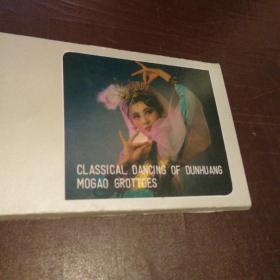 CLASSICAL DANCING OF DUNHUANG
MOGAO GROTTOES